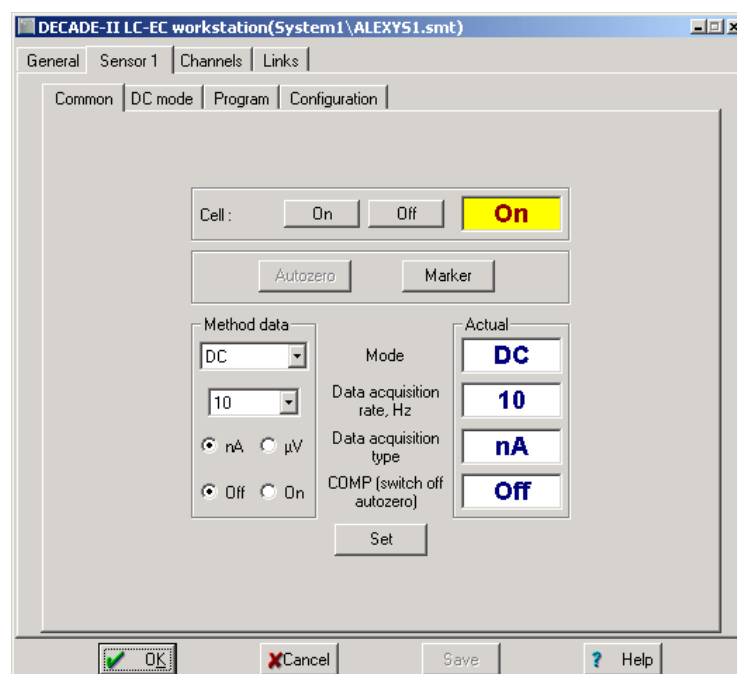 DECADE-II LC-EC workstation(System1\ALEXYS1.smt)
General Sensor 1 Channels Links
Common DC mode Program Configuration
Cell : On Off On
Autozero Marker
Method data Actual
DC Mode DC
10 Data acquisition rate, Hz 10
nA µV Data acquisition type nA
Off On COMP (switch off autozero) Off
Set
OK Cancel Save Help